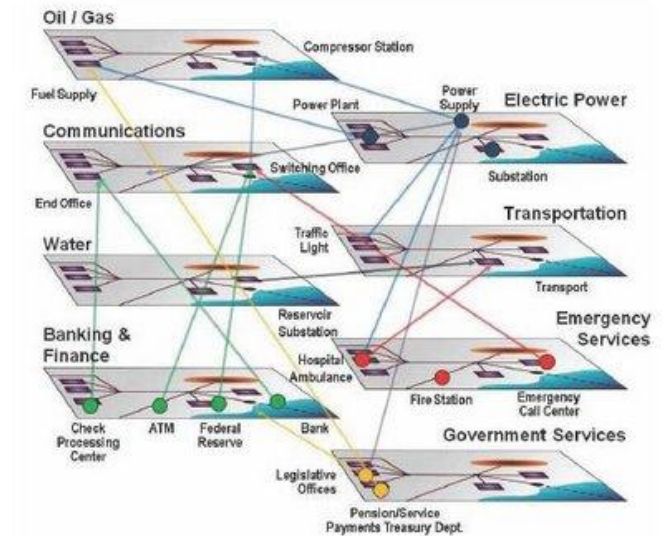 Oil / Gas
Compressor Station
Fuel Supply
Power Plant
Power
Supply
Electric Power
Communications
Switching Office
Substation
End Office
Traffic
Light
Transportation
Water
Transport
Reservoir
Substation
Emergency
Services
Banking &
Finance
Hospital
Ambulance
Fire Station
Emergency
Call Center
Check
Processing
Center
ATM
Federal
Reserve
Bank
Government Services
Legislative
Offices
Pension/Service
Payments Treasury Dept.